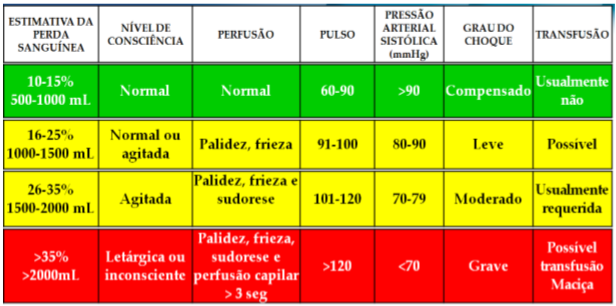 ESTIMATIVA DA
PERDA
SANGUÍNEA
NÍVEL DE
CONSCIÊNCIA
PERFUSÃO
PULSO
PRESSÃO
ARTERIAL
SISTÓLICA
(mmHg)
GRAU DO
CHOQUE
TRANSFUSÃO
10-15%
500-1000 mL
Normal
Normal
60-90
>90
Compensado
Usualmente
não
16-25%
1000-1500 mL
Normal ou
agitada
Palidez, frieza
91-100
80-90
Leve
Possível
26-35%
1500-2000 mL
Agitada
Palidez, frieza e
sudorese
101-120
70-79
Moderado
Usualmente
requerida
>35%
>2000mL
Letárgica ou
inconsciente
Palidez, frieza,
sudorese e
perfusão capilar
> 3 seg
>120
<70
Grave
Possível
transfusão
Maciça